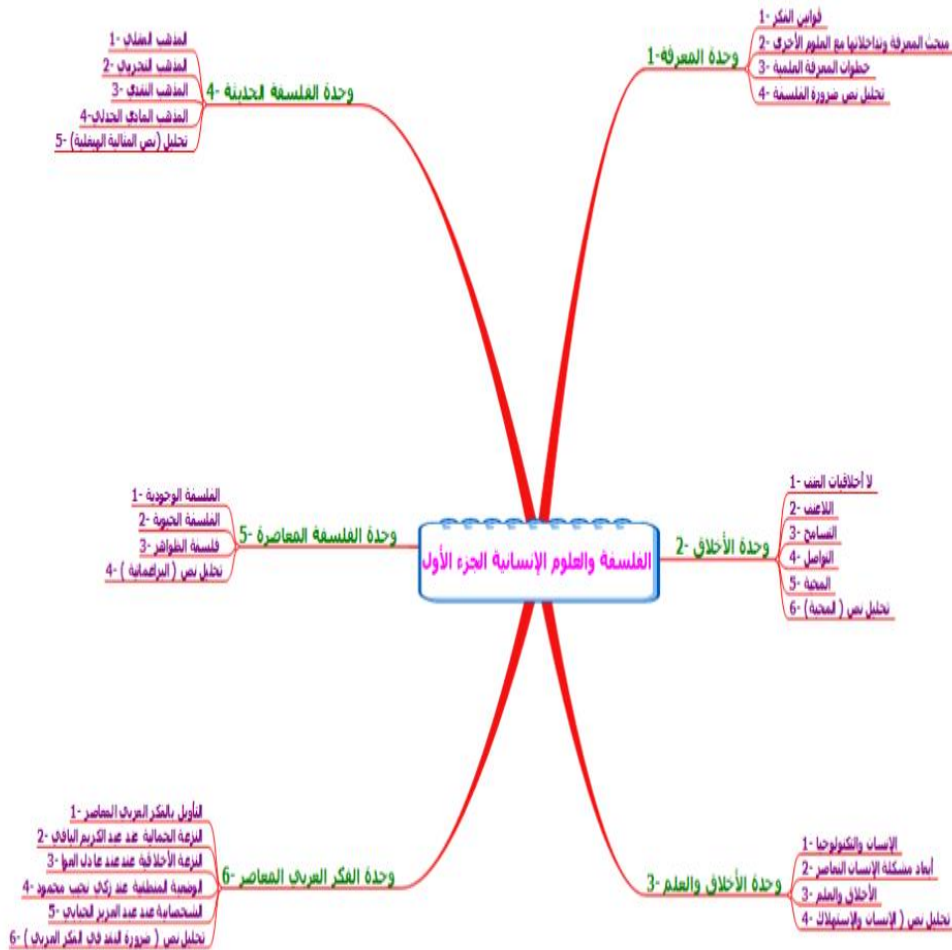 الفلسفة والعلوم الإنسانية الجزء الأول
1- وحدة المعرفة
1- قوانين الفكر
2- مبحث المعرفة وتداخلاتها مع العلوم الأخرى
3- خطوات المعرفة العلمية
4- تحليل نص ضرورة الفلسفة
2- وحدة الأخلاق
1- لا أخلاقيات العنف
2- اللاعنف
3- التسامح
4- التواصل
5- المحبة
6- تحليل نص ( المحبة)
3- وحدة الأخلاق والعلم
1- الإنسان والتكنولوجيا
2- أبعاد مشكلة الإنسان المعاصر
3- الأخلاق والعلم
4- تحليل نص ( الإنسان والإستهلاك
4- وحدة الفلسفة الحديثة
1- المذهب العقلي
2- المذهب التجريبي
3- المذهب النقدي
4- المذهب المادي الجدلي
5- تحليل (نص المثالية الهيغلية)
5- وحدة الفلسفة المعاصرة
1- الفلسفة الوجودية
2- الفلسفة الحيوية
3- فلسفة الظواهر
4- تحليل نص ( البراغماتية )
6- وحدة الفكر العربي المعاصر
1- التأويل بالفكر العربي المعاصر
2- النزعة الجمالية عند عبد الكريم اليافي
3- النزعة الأخلاقية عند عادل العوا
4- الوضعية المنطقية عند زكي نجيب محمود
5- الشخصانية عند عبد العزيز الحبابي
6- تحليل نص ( ضرورة النقد في الفكر العربي )